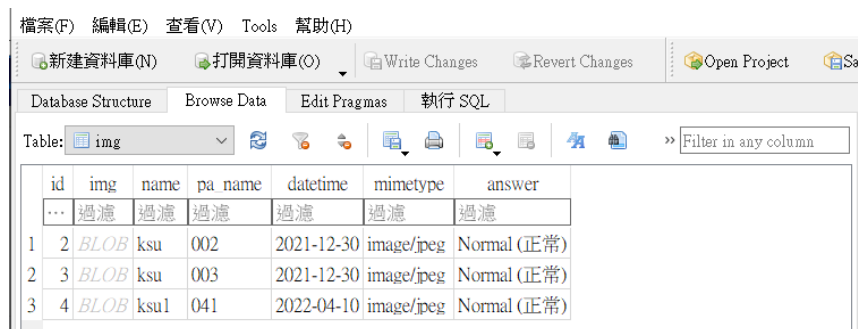 檔案(F) 編輯(E) 查看(V) Tools 幫助(H)
新建資料庫(N) 打開資料庫(O) Write Changes Revert Changes Open Project Sa
Database Structure Browse Data Edit Pragmas 執行 SQL
Table: img Filter in any column
id img name pa_name datetime mimetype answer
… 過濾 過濾 過濾 過濾 過濾 過濾
1 2 BLOB ksu 002 2021-12-30 image/jpeg Normal (正常)
2 3 BLOB ksu 003 2021-12-30 image/jpeg Normal (正常)
3 4 BLOB ksu1 041 2022-04-10 image/jpeg Normal (正常)